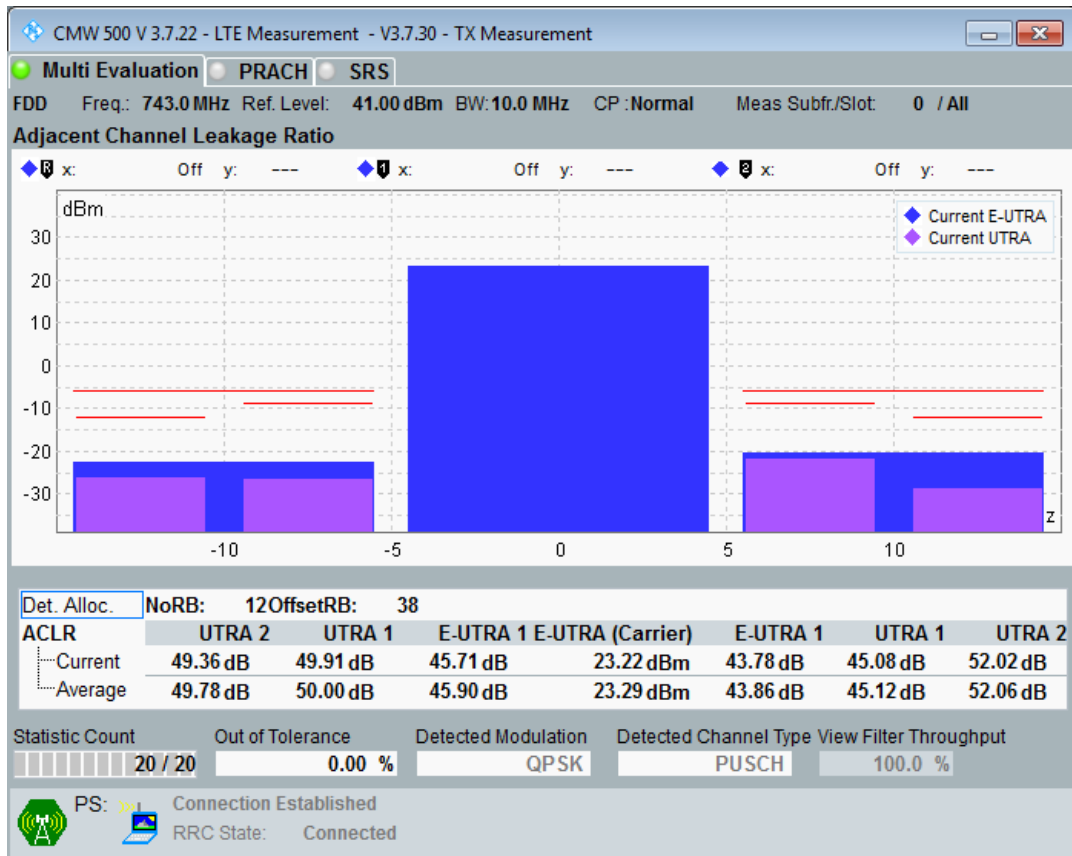 CMW 500 V 3.7.22 - LTE Measurement - V3.7.30 - TX Measurement
Multi Evaluation PRACH SRS
FDD Freq.: 743.0 MHz Ref. Level: 41.00 dBm BW: 10.0 MHz CP : Normal Meas Subfr./Slot: 0 / All
Adjacent Channel Leakage Ratio
R x: Off y: --- 1 x: Off y: --- 2 x: Off y: ---
dBm
Current E-UTRA
Current UTRA
30
20
10
0
-10
-20
-30
z
-10 -5 0 5 10
Det. Alloc. NoRB: 12 OffsetRB: 38
ACLR UTRA 2 UTRA 1 E-UTRA 1 E-UTRA (Carrier) E-UTRA 1 UTRA 1 UTRA 2
Current 49.36 dB 49.91 dB 45.71 dB 23.22 dBm 43.78 dB 45.08 dB 52.02 dB
Average 49.78 dB 50.00 dB 45.90 dB 23.29 dBm 43.86 dB 45.12 dB 52.06 dB
Statistic Count Out of Tolerance Detected Modulation Detected Channel Type View Filter Throughput
20 / 20 0.00 % QPSK PUSCH 100.0 %
PS: Connection Established
RRC State: Connected